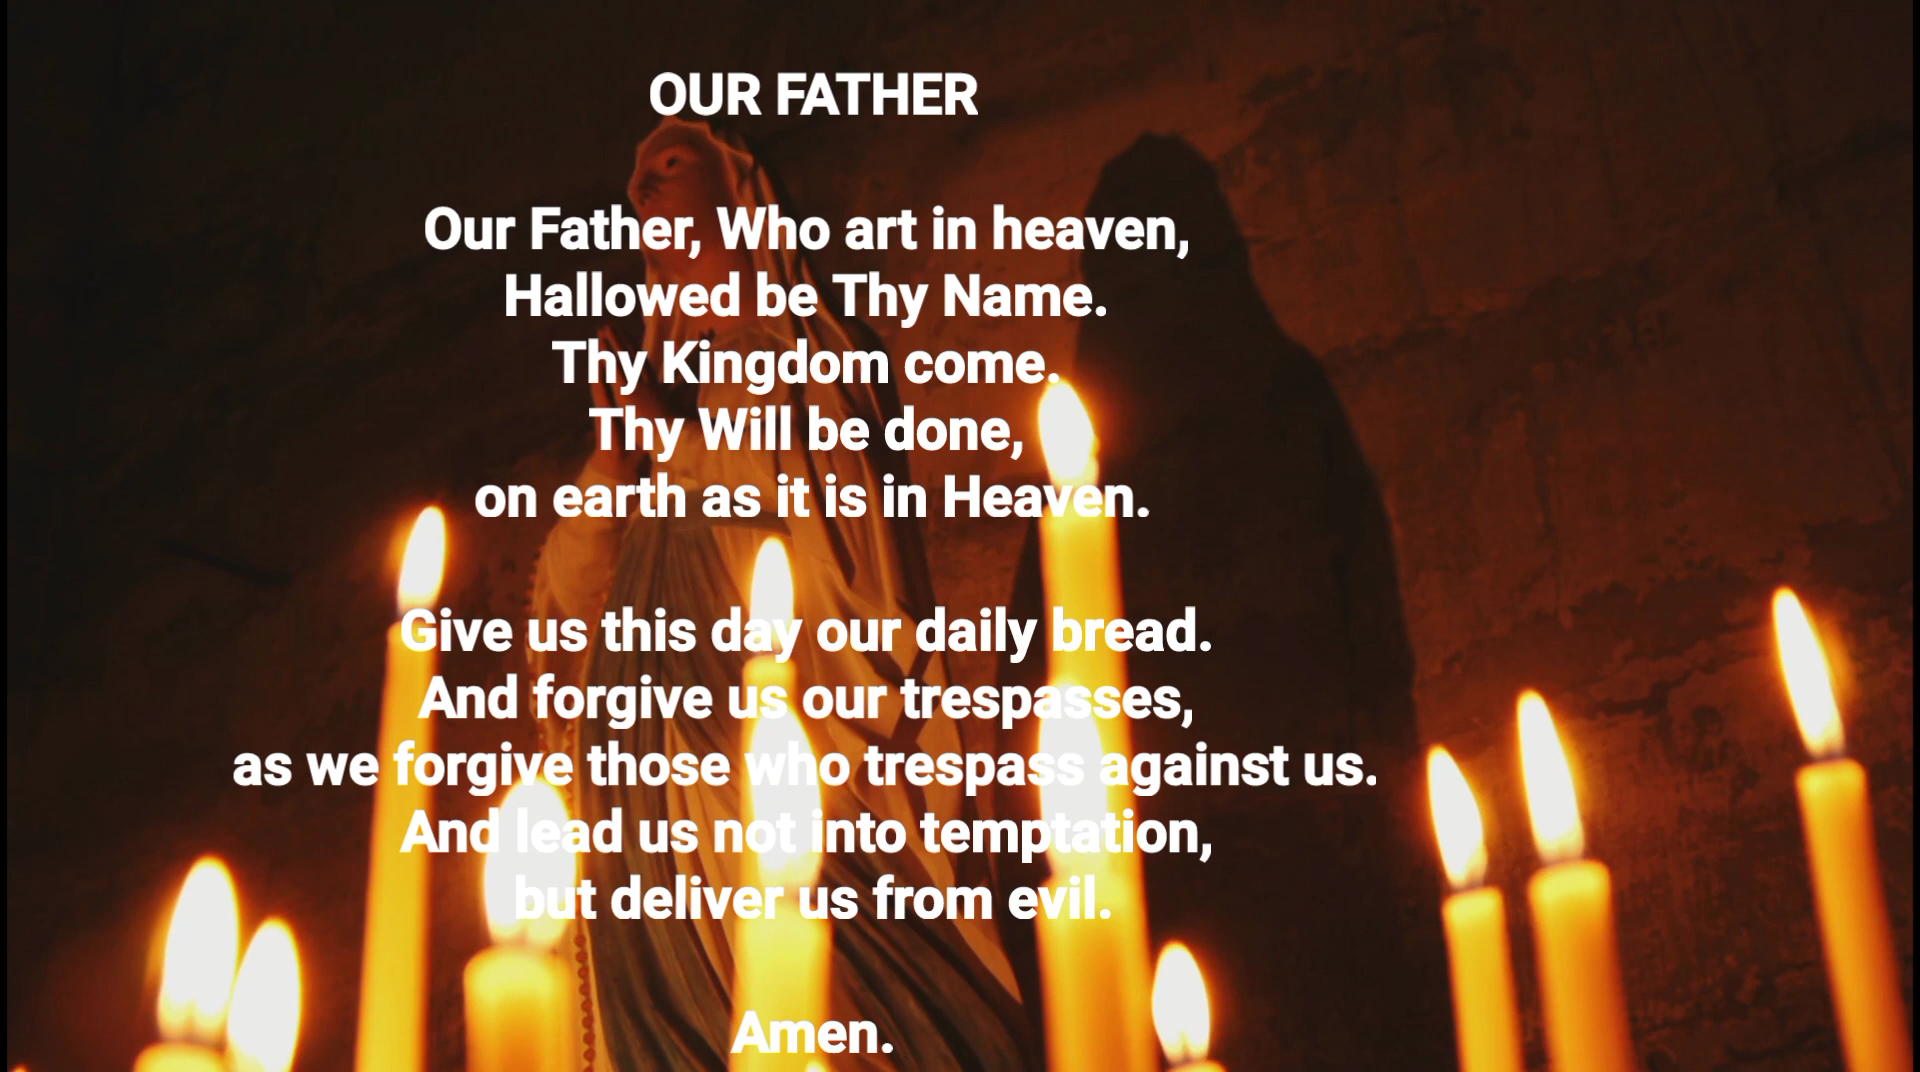 OUR FATHER
Our Father, Who art in heaven,
Hallowed be Thy Name.
Thy Kingdom come.
Thy Will be done,
on earth as it is in Heaven.
Give us this day our daily bread.
And forgive us our trespasses,
as we forgive those who trespass against us.
And lead us not into temptation,
but deliver us from evil.
Amen.